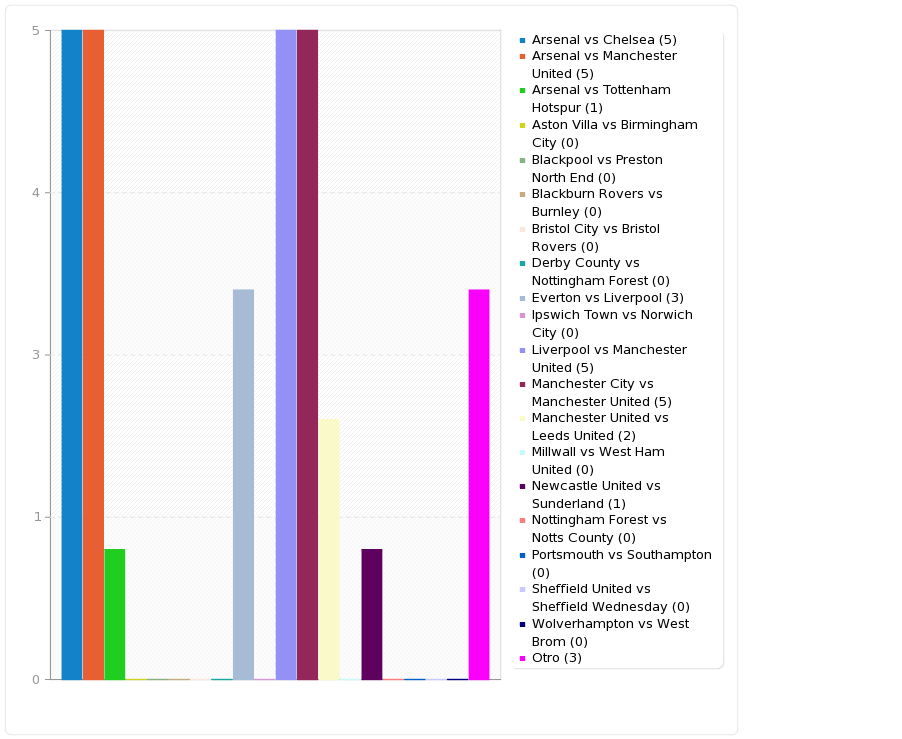 5
4
3
1
0
Arsenal vs Chelsea (5)
Arsenal vs Manchester
United (5)
Arsenal vs Tottenham
Hotspur (1)
Aston Villa vs Birmingham
City (0)
Blackpool vs Preston
North End (0)
Blackburn Rovers vs
Burnley (0)
Bristol City vs Bristol
Rovers (0)
Derby County vs
Nottingham Forest (0)
Everton vs Liverpool (3)
Ipswich Town vs Norwich
City (0)
Liverpool vs Manchester
United (5)
Manchester City vs
Manchester United (5)
Manchester United vs
Leeds United (2)
Millwall vs West Ham
United (0)
Newcastle United vs
Sunderland (1)
Nottingham Forest vs
Notts County (0)
Portsmouth vs Southampton
(0)
Sheffield United vs
Sheffield Wednesday (0)
Wolverhampton vs West
Brom (0)
Otro (3)